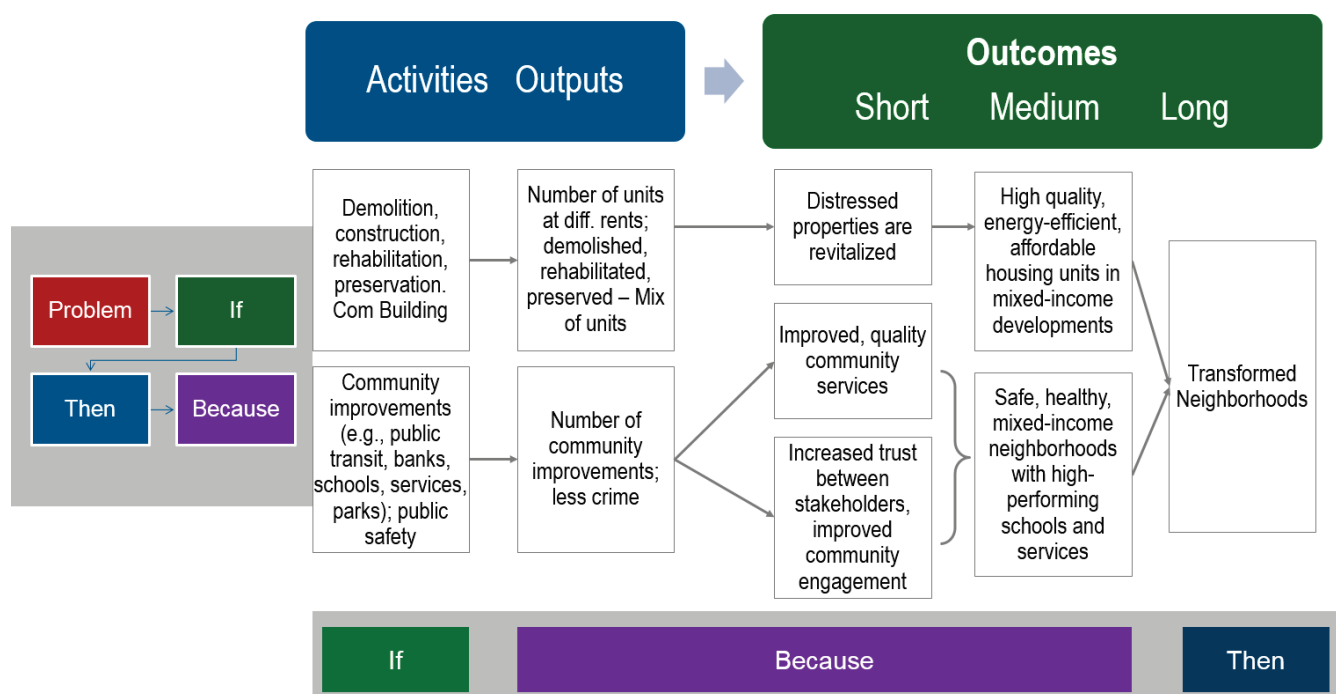 Activities Outputs
Outcomes
Short Medium Long
Problem
If
Then
Because
Demolition,
construction,
rehabilitation,
preservation.
Com Building
Number of units
at diff. rents;
demolished,
rehabilitated,
preserved – Mix
of units
Distressed
properties are
revitalized
High quality,
energy-efficient,
affordable
housing units in
mixed-income
developments
Community
improvements
(e.g., public
transit, banks,
schools, services,
parks); public
safety
Number of
community
improvements;
less crime
Improved, quality
community
services
Increased trust
between
stakeholders,
improved
community
engagement
Safe, healthy,
mixed-income
neighborhoods
with high-
performing
schools and
services
Transformed
Neighborhoods
If
Because
Then